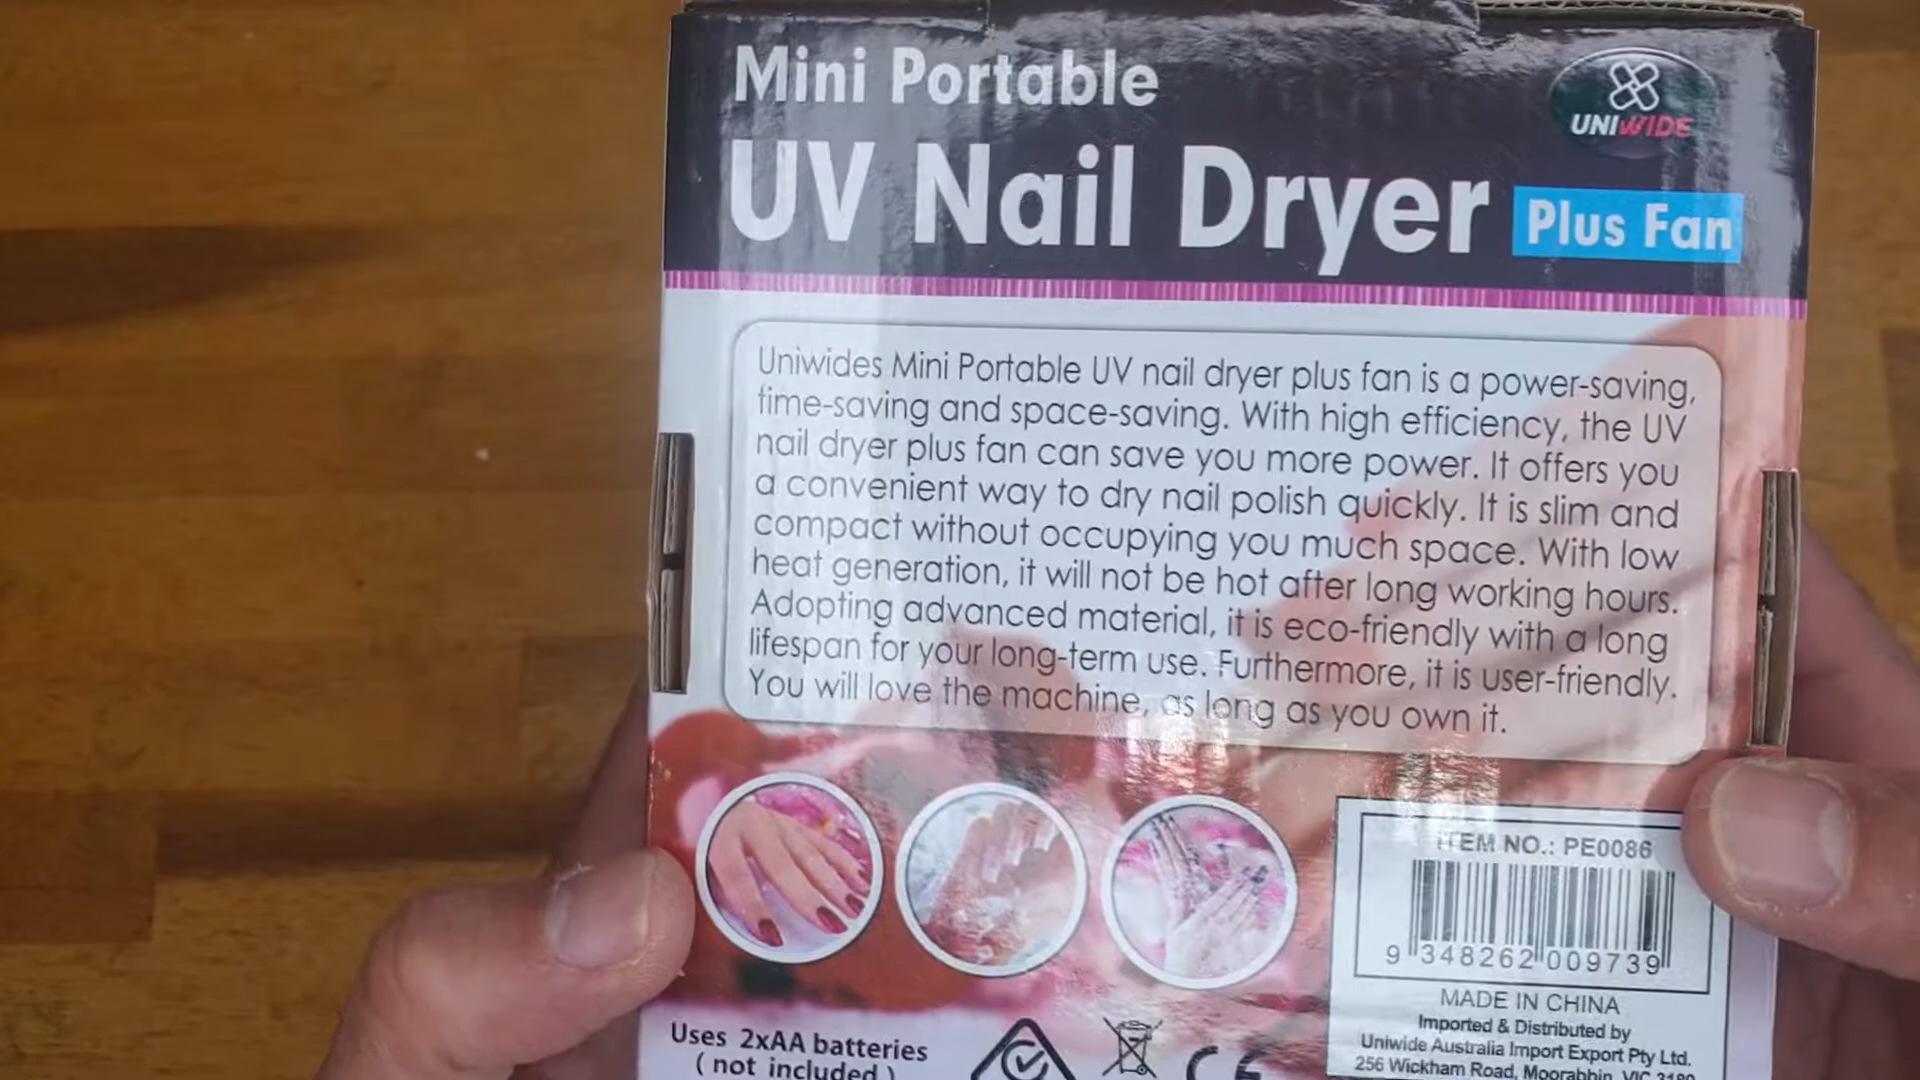 Mini Portable
UNIWIDE
UV Nail Dryer Plus Fan
Uniwides Mini Portable UV nail dryer plus fan is a power-saving,
time-saving and space-saving. With high efficiency, the UV
nail dryer plus fan can save you more power. It offers you
a convenient way to dry nail polish quickly. It is slim and
compact without occupying you much space. With low
heat generation, it will not be hot after long working hours.
Adopting advanced material, it is eco-friendly with a long
lifespan for your long-term use. Furthermore, it is user-friendly.
You will love the machine, as long as you own it.
ITEM NO.: PE0086
9 348262 009739
MADE IN CHINA
Imported & Distributed by
Uniwide Australia Import Export Pty Ltd.
256 Wickham Road, Moorabbin, VIC 3189
Uses 2xAA batteries
( not included )
CE